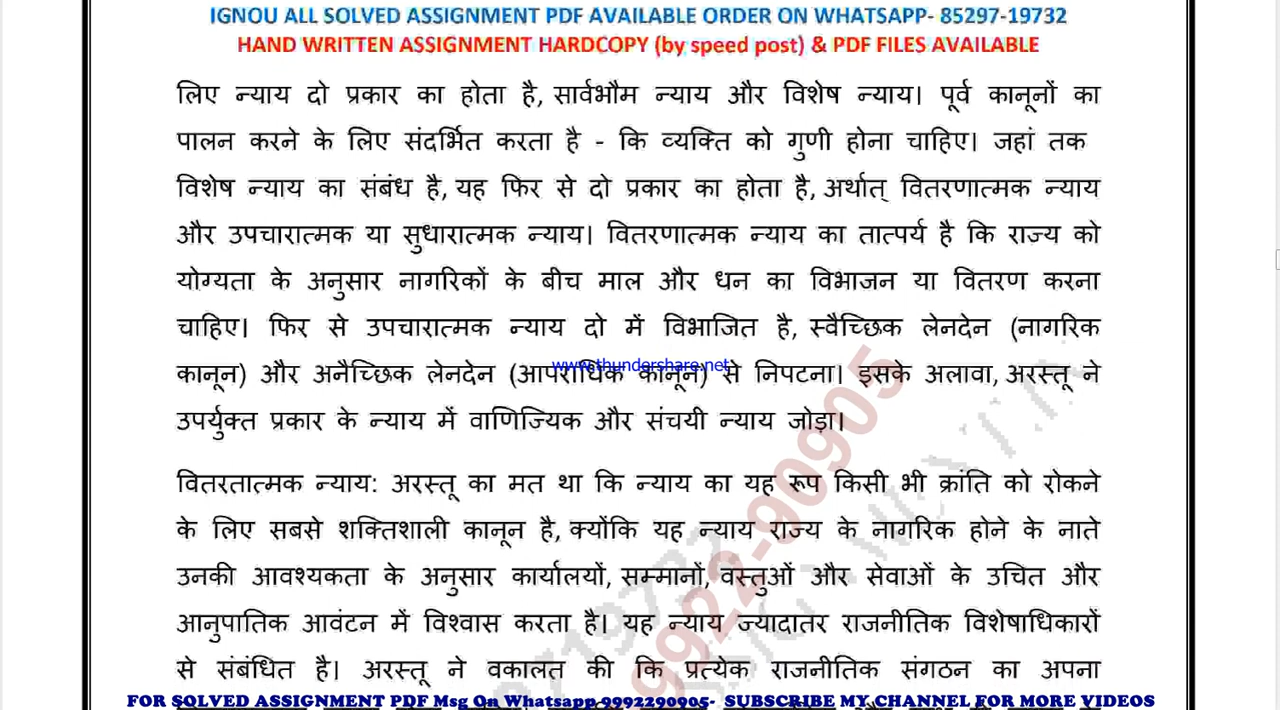 IGNOU ALL SOLVED ASSIGNMENT PDF AVAILABLE ORDER ON WHATSAPP- 85297-19732
HAND WRITTEN ASSIGNMENT HARDCOPY (by speed post) & PDF FILES AVAILABLE
लिए न्याय दो प्रकार का होता है, सार्वभौम न्याय और विशेष न्याय। पूर्व कानूनों का
पालन करने के लिए संदर्भित करता है - कि व्यक्ति को गुणी होना चाहिए। जहां तक
विशेष न्याय का संबंध है, यह फिर से दो प्रकार का होता है, अर्थात् वितरणात्मक न्याय
और उपचारात्मक या सुधारात्मक न्याय। वितरणात्मक न्याय का तात्पर्य है कि राज्य को
योग्यता के अनुसार नागरिकों के बीच माल और धन का विभाजन या वितरण करना
चाहिए। फिर से उपचारात्मक न्याय दो में विभाजित है, स्वैच्छिक लेनदेन (नागरिक
www.thundershare.net
कानून) और अनैच्छिक लेनदेन (आपराधिक कानून) से निपटना। इसके अलावा, अरस्तू ने
उपर्युक्त प्रकार के न्याय में वाणिज्यिक और संचयी न्याय जोड़ा।
वितरतात्मक न्याय: अरस्तू का मत था कि न्याय का यह रूप किसी भी क्रांति को रोकने
के लिए सबसे शक्तिशाली कानून है, क्योंकि यह न्याय राज्य के नागरिक होने के नाते
उनकी आवश्यकता के अनुसार कार्यालयों, सम्मानों, वस्तुओं और सेवाओं के उचित और
आनुपातिक आवंटन में विश्वास करता है। यह न्याय ज्यादातर राजनीतिक विशेषाधिकारों
से संबंधित है। अरस्तू ने वकालत की कि प्रत्येक राजनीतिक संगठन का अपना
9922-90905
FOR SOLVED ASSIGNMENT PDF Msg On Whatsapp 9992290905- SUBSCRIBE MY CHANNEL FOR MORE VIDEOS